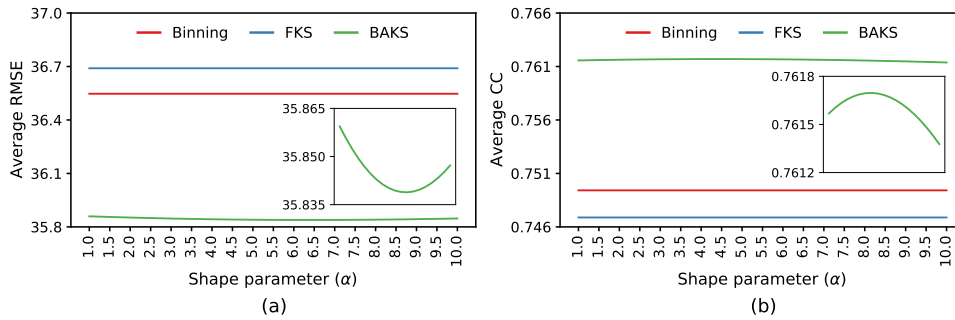 37.0
36.7
36.4
36.1
35.8
Average RMSE
Binning FKS BAKS
35.865
35.850
35.835
1.0 1.5 2.0 2.5 3.0 3.5 4.0 4.5 5.0 5.5 6.0 6.5 7.0 7.5 8.0 8.5 9.0 9.5 10.0
Shape parameter (α)
(a)
0.766
0.761
0.756
0.751
0.746
Average CC
Binning FKS BAKS
0.7618
0.7615
0.7612
1.0 1.5 2.0 2.5 3.0 3.5 4.0 4.5 5.0 5.5 6.0 6.5 7.0 7.5 8.0 8.5 9.0 9.5 10.0
Shape parameter (α)
(b)